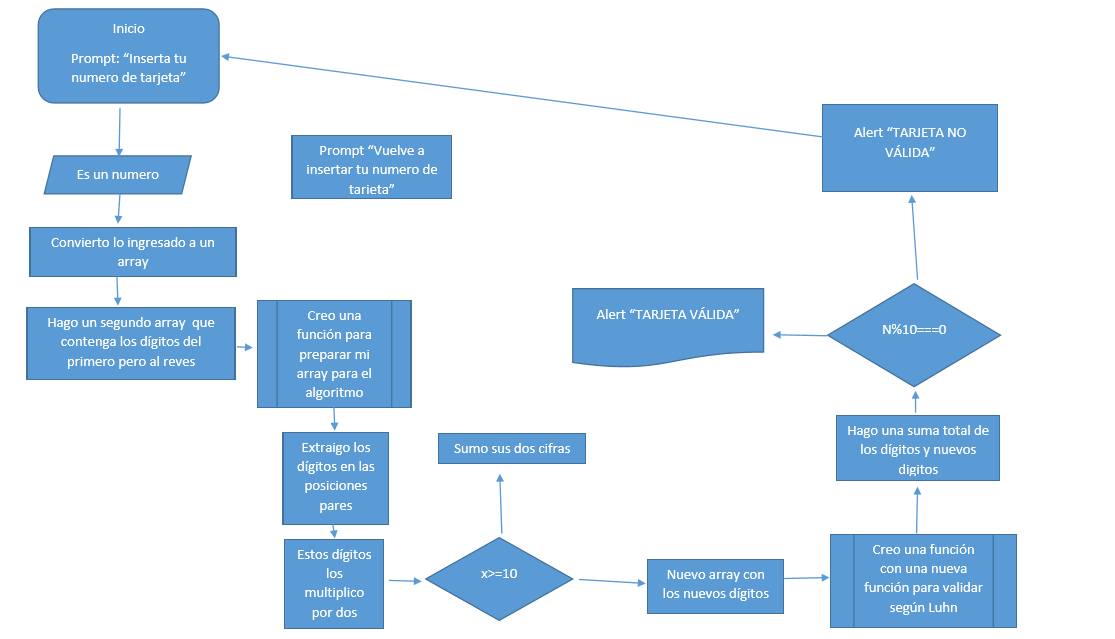 Inicio
Prompt: “Inserta tu
numero de tarjeta”
Es un numero
Convierto lo ingresado a un
array
Hago un segundo array que
contenga los dígitos del
primero pero al reves
Prompt “Vuelve a
insertar tu numero de
tarjeta”
Creo una
función para
preparar mi
array para el
algoritmo
Extraigo los
dígitos en las
posiciones
pares
Estos dígitos
los
multiplico
por dos
x>=10
Sumo sus dos cifras
Nuevo array con
los nuevos dígitos
Creo una función
con una nueva
función para validar
según Luhn
Hago una suma total de
los dígitos y nuevos
digitos
N%10===0
Alert “TARJETA VÁLIDA”
Alert “TARJETA NO
VÁLIDA”